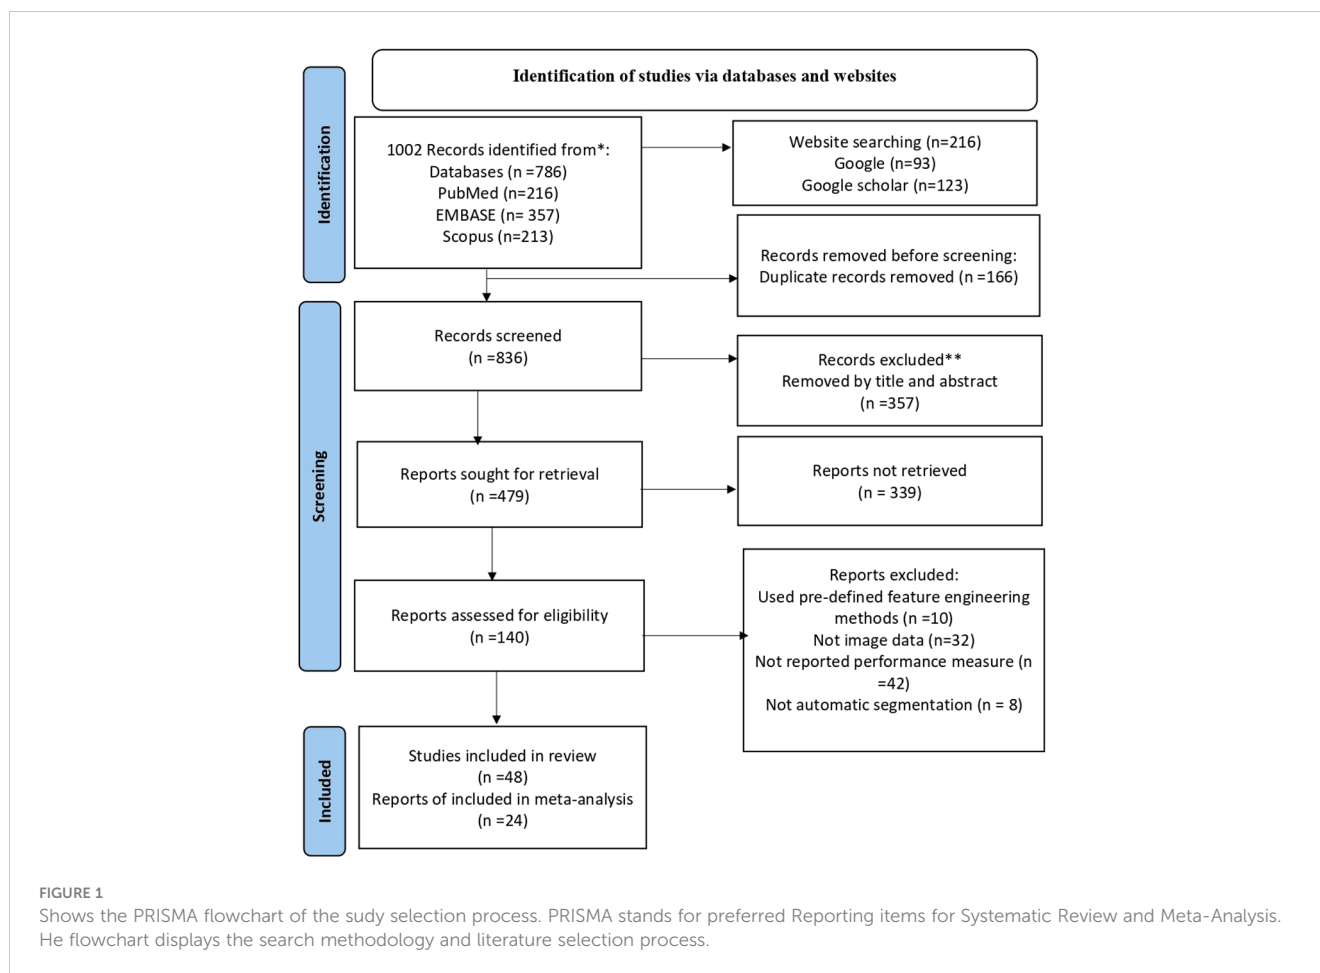 Identification of studies via databases and websites
Identification
1002 Records identified from*:
Databases (n =786)
PubMed (n=216)
EMBASE (n= 357)
Scopus (n=213)
Website searching (n=216)
Google (n=93)
Google scholar (n=123)
Records removed before screening:
Duplicate records removed (n =166)
Screening
Records screened
(n =836)
Records excluded**
Removed by title and abstract
(n =357)
Reports sought for retrieval
(n =479)
Reports not retrieved
(n = 339)
Reports assessed for eligibility
(n =140)
Reports excluded:
Used pre-defined feature engineering
methods (n =10)
Not image data (n=32)
Not reported performance measure (n
=42)
Not automatic segmentation (n = 8)
Included
Studies included in review
(n =48)
Reports of included in meta-analysis
(n =24)
FIGURE 1
Shows the PRISMA flowchart of the sudy selection process. PRISMA stands for preferred Reporting items for Systematic Review and Meta-Analysis.
He flowchart displays the search methodology and literature selection process.